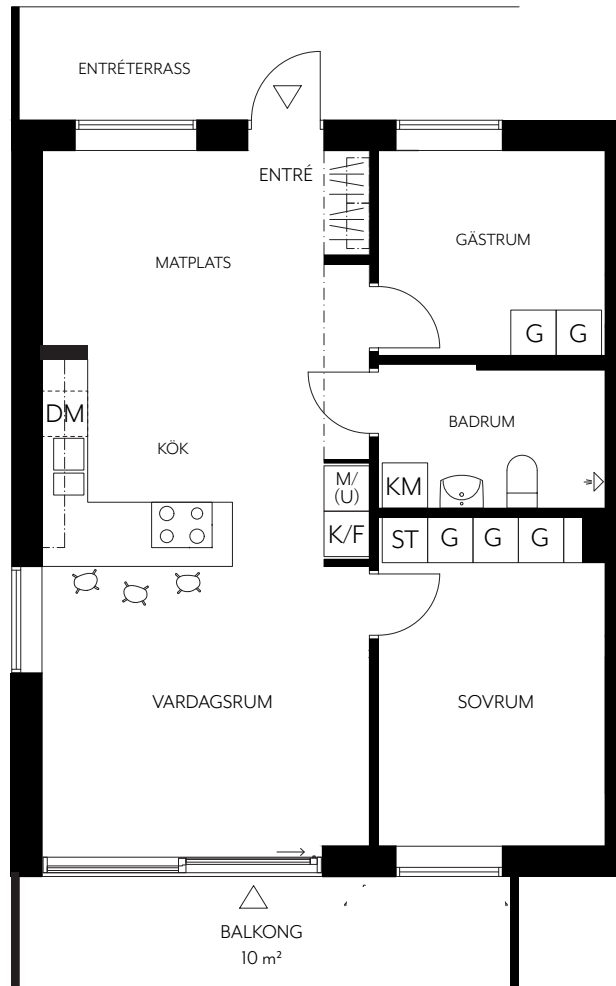 ENTRÉTERRASS
ENTRÉ
MATPLATS
GÄSTRUM
G G
DM
KÖK
BADRUM
M/
(U)
KM
K/F
ST G G G
VARDAGSRUM
SOVRUM
BALKONG
10 m²